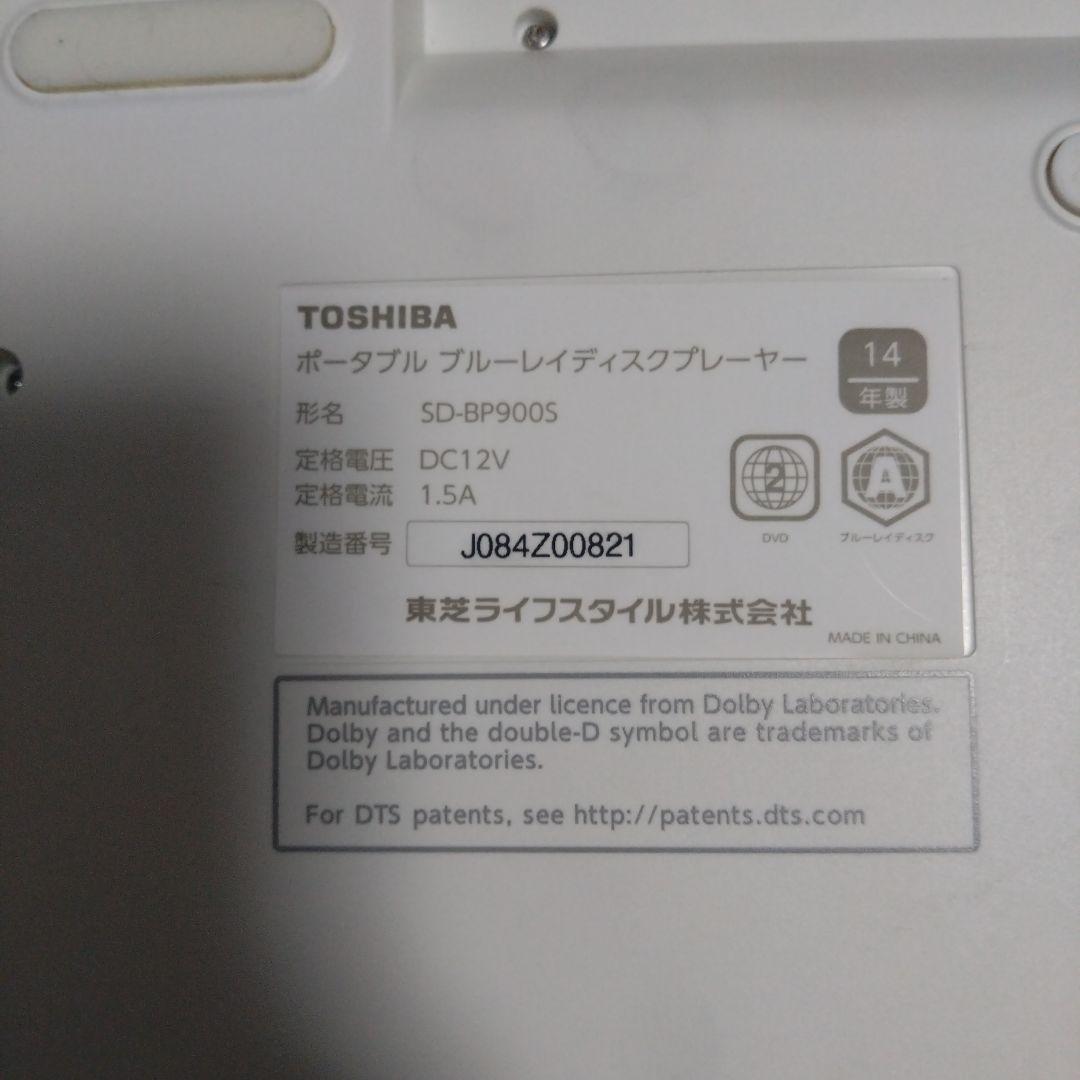 TOSHIBA
ポータブル ブルーレイディスクプレーヤー
14
年製
形名 SD-BP900S
定格電圧 DC12V
定格電流 1.5A
2
A
DVD
ブルーレイディスク
製造番号 J084Z00821
東芝ライフスタイル株式会社
MADE IN CHINA
Manufactured under licence from Dolby Laboratories.
Dolby and the double-D symbol are trademarks of
Dolby Laboratories.
For DTS patents, see http://patents.dts.com